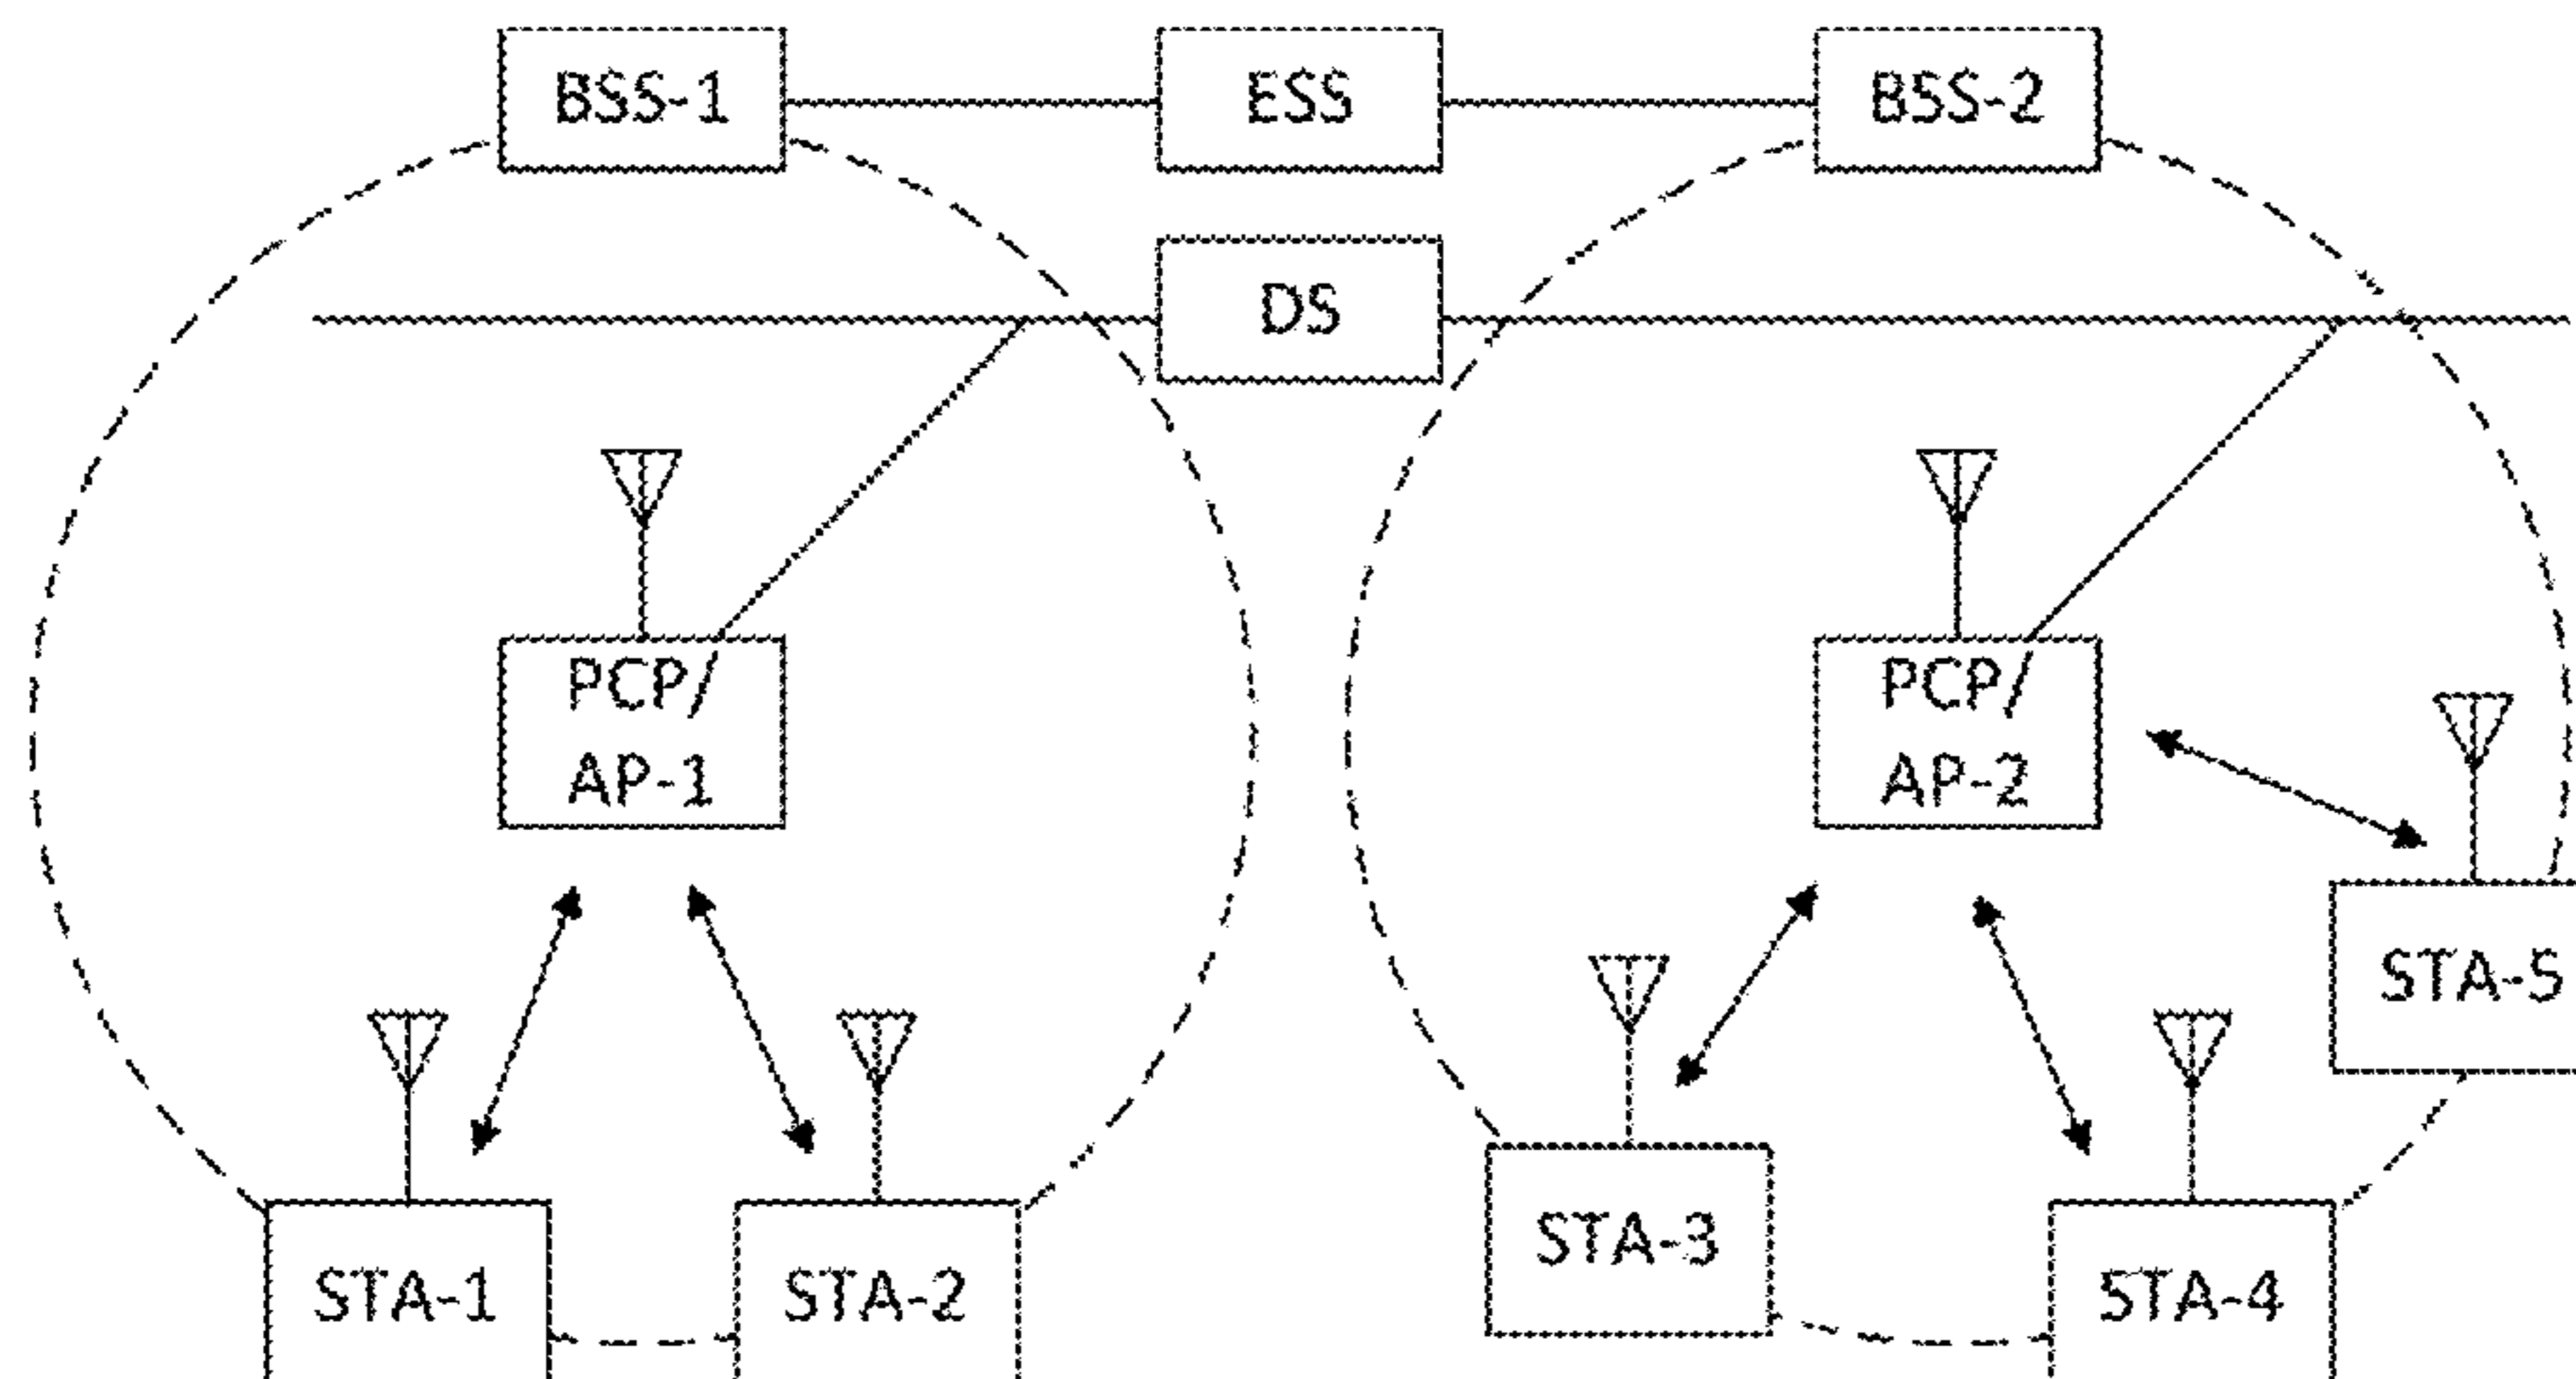 BSS-1
ESS
BSS-2
DS
PCP/
AP-1
PCP/
AP-2
STA-5
STA-3
STA-1
STA-2
STA-4